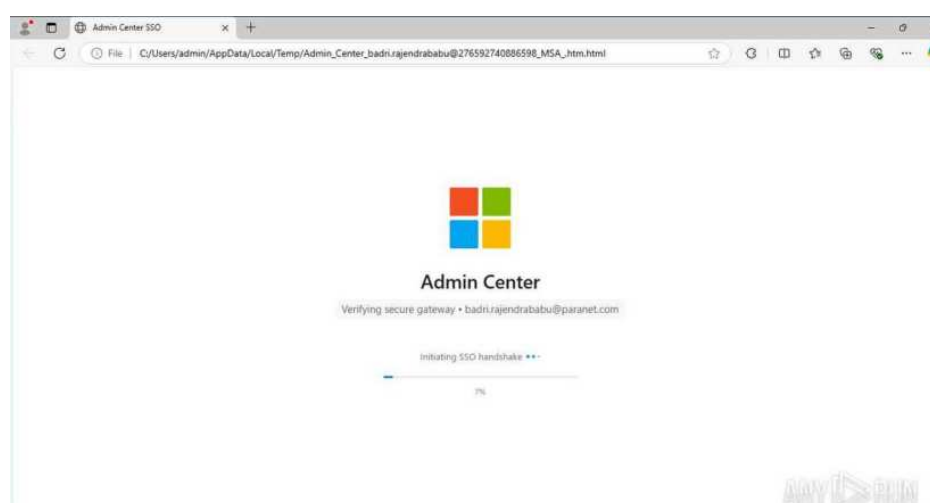 Admin Center SSO
File C:/Users/admin/AppData/Local/Temp/Admin_Center_badri.rajendrababu@276592740886598_MSA_.htm.html
Admin Center
Verifying secure gateway • badri.rajendrababu@paranet.com
Initiating SSO handshake
7%
ANY RUN